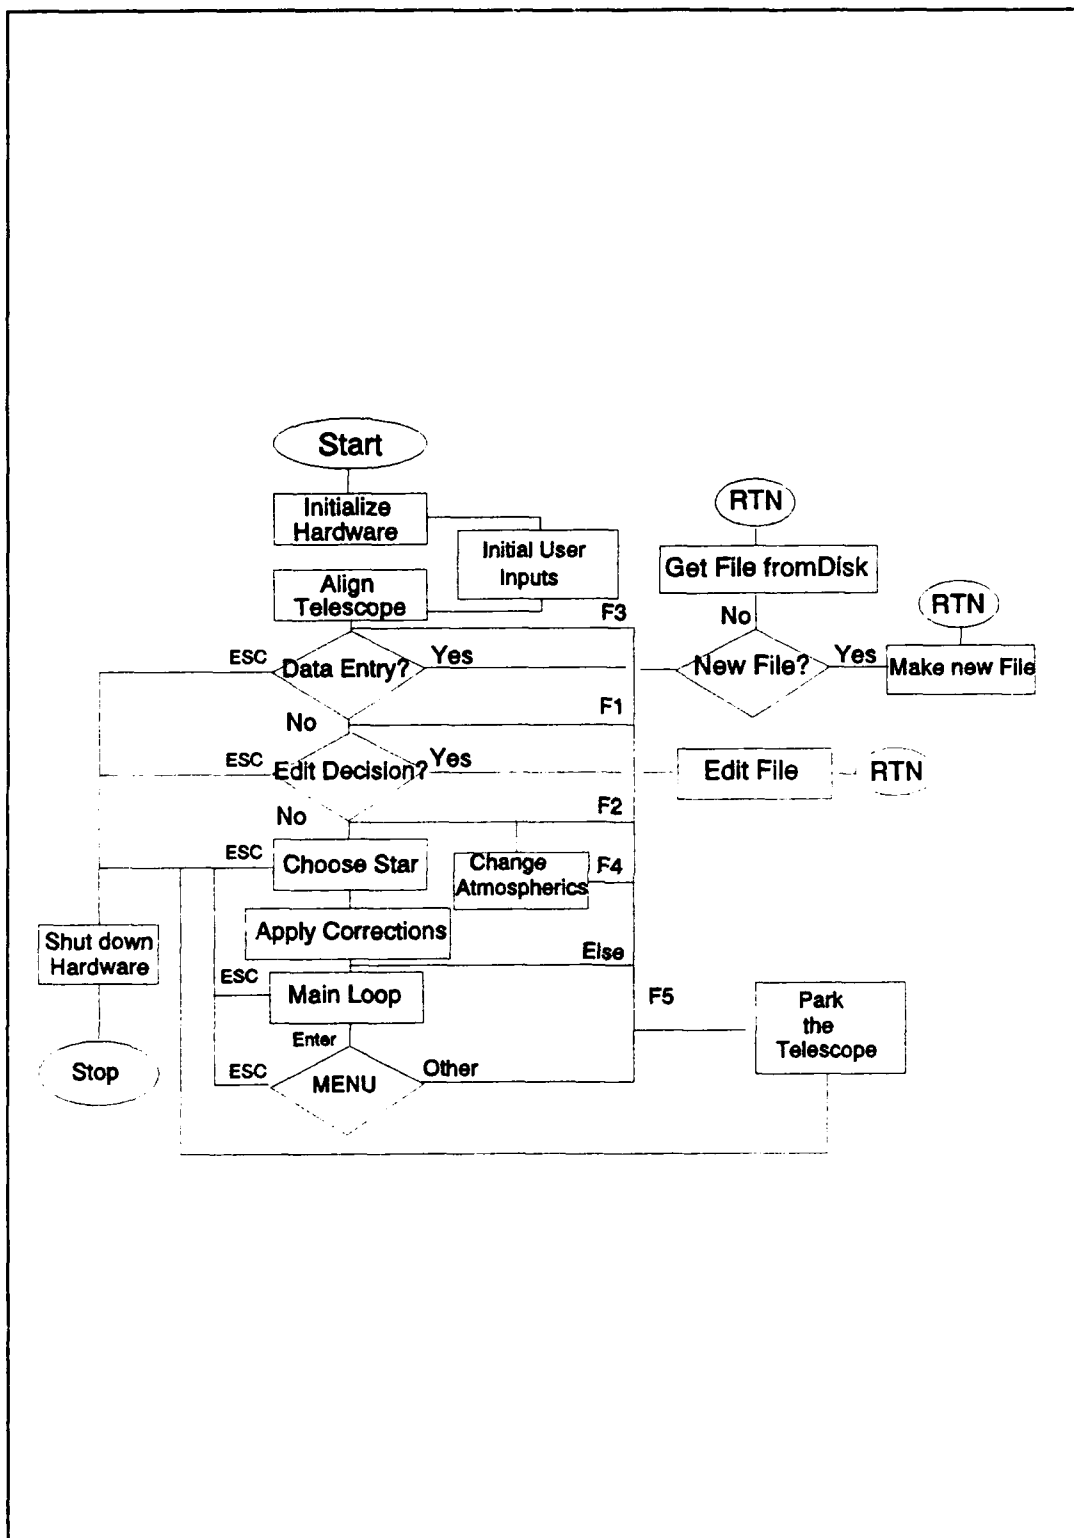 Start
Initialize
Hardware
Initial User
Inputs
Align
Telescope
F3
ESC
Data Entry?
Yes
No
F1
ESC
Edit Decision?
Yes
No
F2
ESC
Choose Star
Change
Atmospherics
F4
Apply Corrections
Else
ESC
Main Loop
Enter
F5
ESC
MENU
Other
Shut down
Hardware
Stop
Park
the
Telescope
RTN
Get File fromDisk
No
New File?
Yes
RTN
Make new File
Edit File
RTN